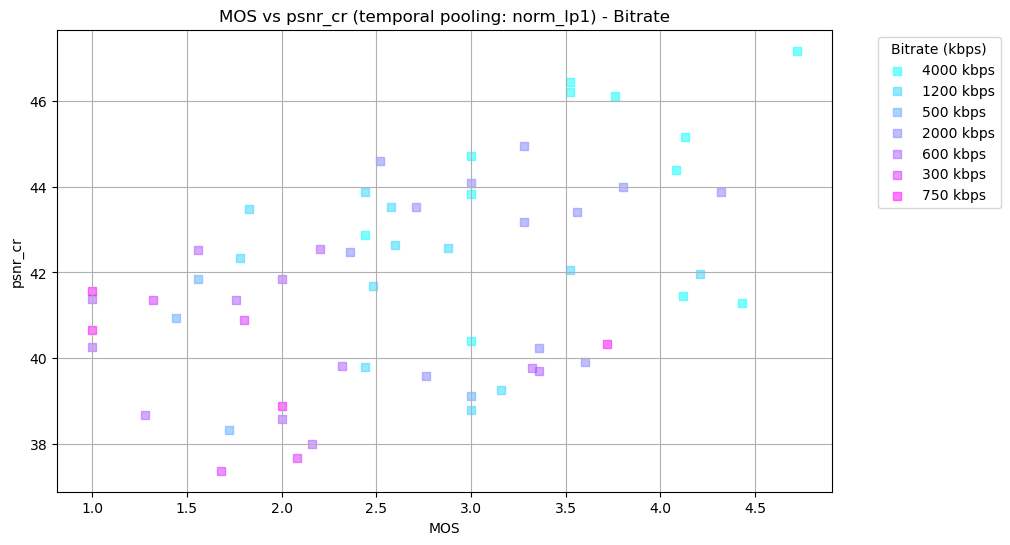 MOS vs psnr_cr (temporal pooling: norm_lp1) - Bitrate
Bitrate (kbps)
4000 kbps
1200 kbps
500 kbps
2000 kbps
600 kbps
300 kbps
750 kbps
psnr_cr
46
44
42
40
38
1.0 1.5 2.0 2.5 3.0 3.5 4.0 4.5
MOS